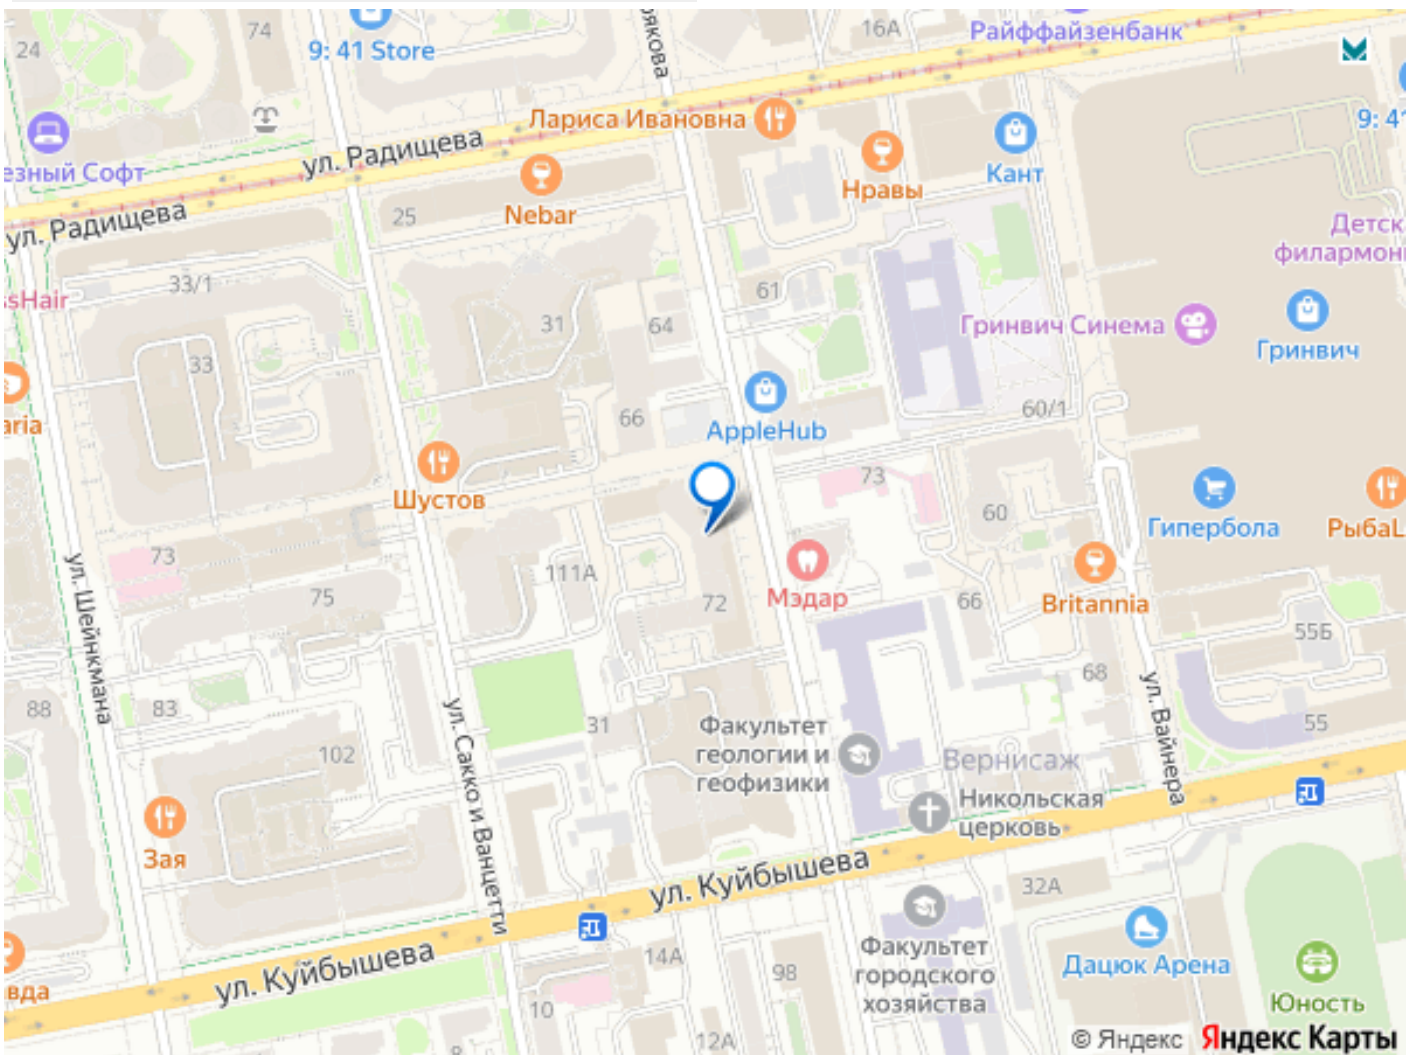 24
74
9: 41 Store
рякова
16А
Райффайзенбанк
9: 4
езный Софт
ул. Радищева
Лариса Ивановна
Нравы
Кант
ул. Радищева
25
Nebar
Детск
филармон
ssHair
33/1
33
31
64
61
Гринвич Синема
Гринвич
aria
66
AppleHub
60/1
Шустов
73
60
Гипербола
РыбаL
73
ул. Шейнкмана
75
111А
72
Мэдар
66
Britannia
55Б
88
83
102
31
ул. Сакко и Ванцетти
Факультет
геологии и
геофизики
68
ул. Вайнера
55
Вернисаж
Никольская
церковь
Зая
ул. Куйбышева
32А
вда
ул. Куйбышева
14А
98
10
12А
Факультет
городского
хозяйства
Дацюк Арена
Юность
© Яндекс Яндекс Карты